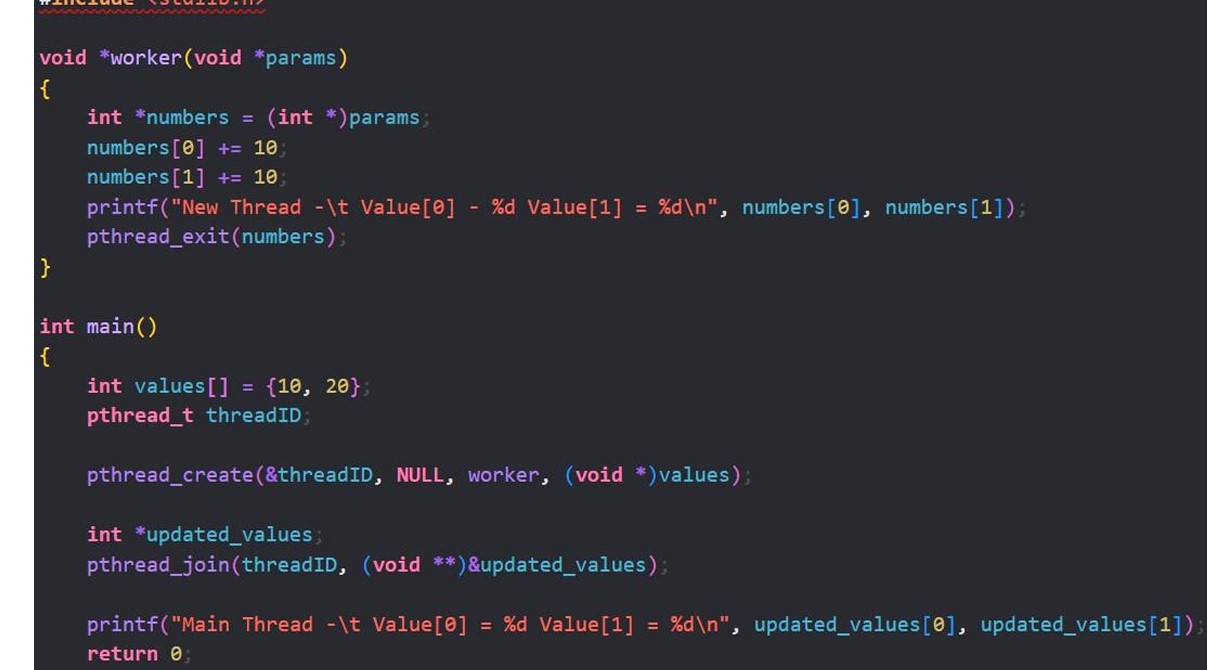 #include <stdlib.h>
void *worker(void *params)
{
int *numbers = (int *)params;
numbers[0] += 10;
numbers[1] += 10;
printf("New Thread -\t Value[0] - %d Value[1] = %d\n", numbers[0], numbers[1]);
pthread_exit(numbers);
}
int main()
{
int values[] = {10, 20};
pthread_t threadID;
pthread_create(&threadID, NULL, worker, (void *)values);
int *updated_values;
pthread_join(threadID, (void **)&updated_values);
printf("Main Thread -\t Value[0] = %d Value[1] = %d\n", updated_values[0], updated_values[1]);
return 0;